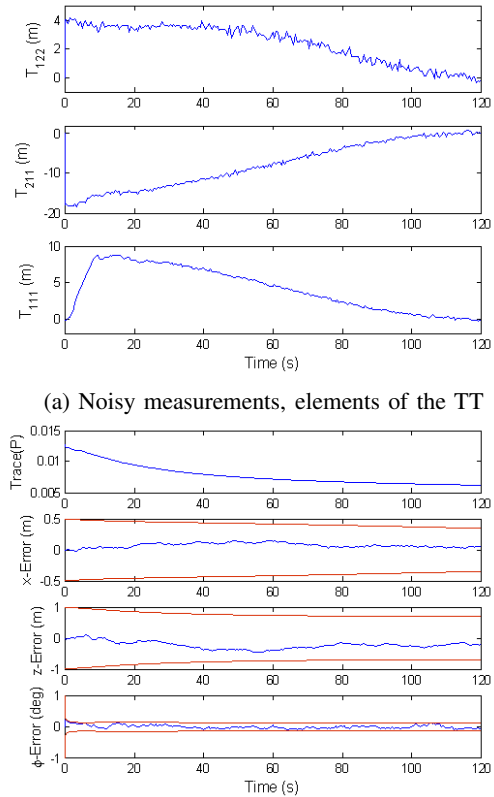 4
2
0
T122 (m)
0 20 40 60 80 100 120
0
-10
-20
T211 (m)
0 20 40 60 80 100 120
10
5
0
T111 (m)
0 20 40 60 80 100 120
Time (s)
(a) Noisy measurements, elements of the TT
0.015
0.01
0.005
Trace(P)
0 20 40 60 80 100 120
0.5
0
-0.5
x-Error (m)
0 20 40 60 80 100 120
1
0
-1
z-Error (m)
0 20 40 60 80 100 120
1
0
-1
ϕ-Error (deg)
0 20 40 60 80 100 120
Time (s)